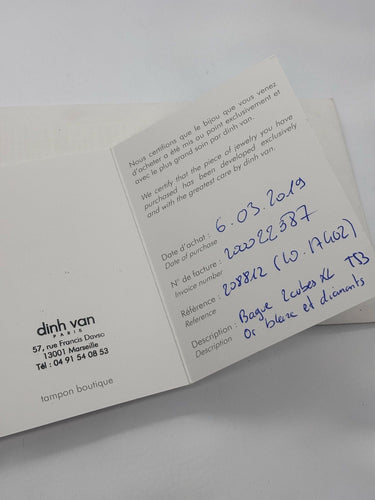 Nous certifions que le bijou que vous venez
d'acheter a été mis au point exclusivement et
avec le plus grand soin par dinh van.
We certify that the piece of jewelry you have
purchased has been developed exclusively
and with the greatest care by dinh van.
Date d'achat : 6.03.2019
Date of purchase
N° de facture : 200022387
Invoice number
Référence : 208812 (40.17402)
Reference
Description : Bague 2 cubes XL T53
Description Or blanc et diamants
dinh van
PARIS
57, rue Francis Davso
13001 Marseille
Tél : 04 91 54 08 53
tampon boutique